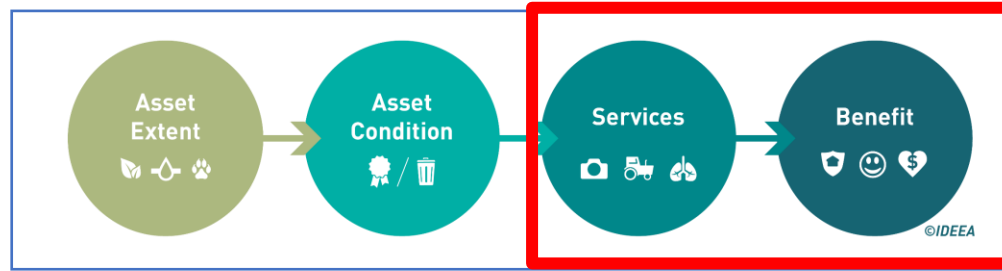 Asset
Extent
Asset
Condition
Services
Benefit
$
©IDEEA